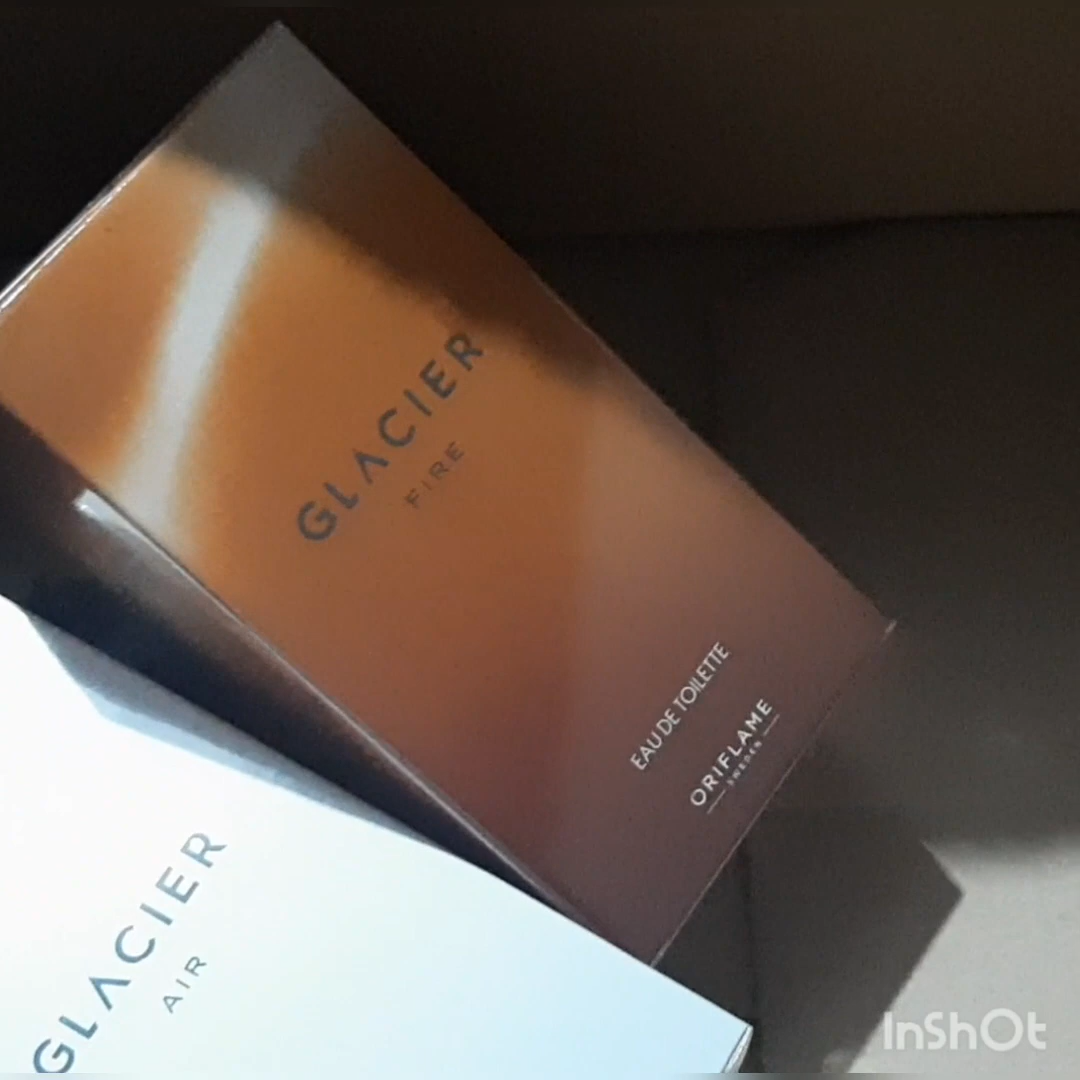 GLACIER
FIRE
EAU DE TOILETTE
ORIFLAME
SWEDEN
GLACIER
AIR
InShOt